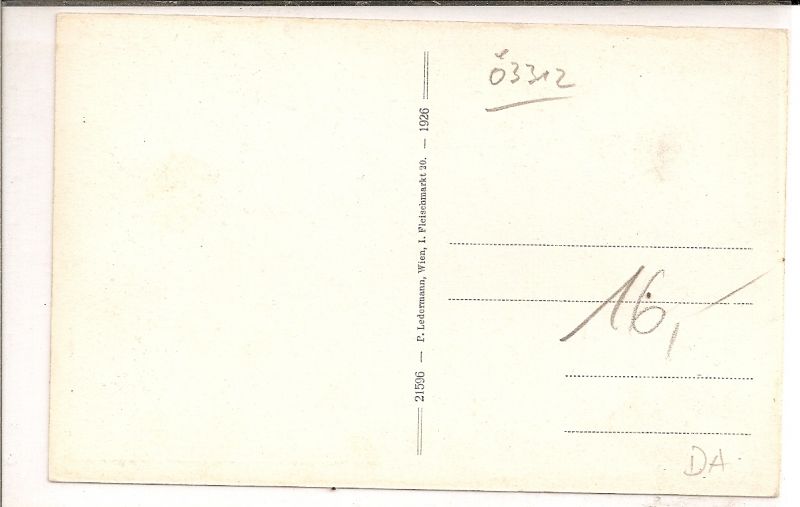 Ö3312
21596 — P. Ledermann, Wien, I. Fleischmarkt 20. — 1926
16,-
DA